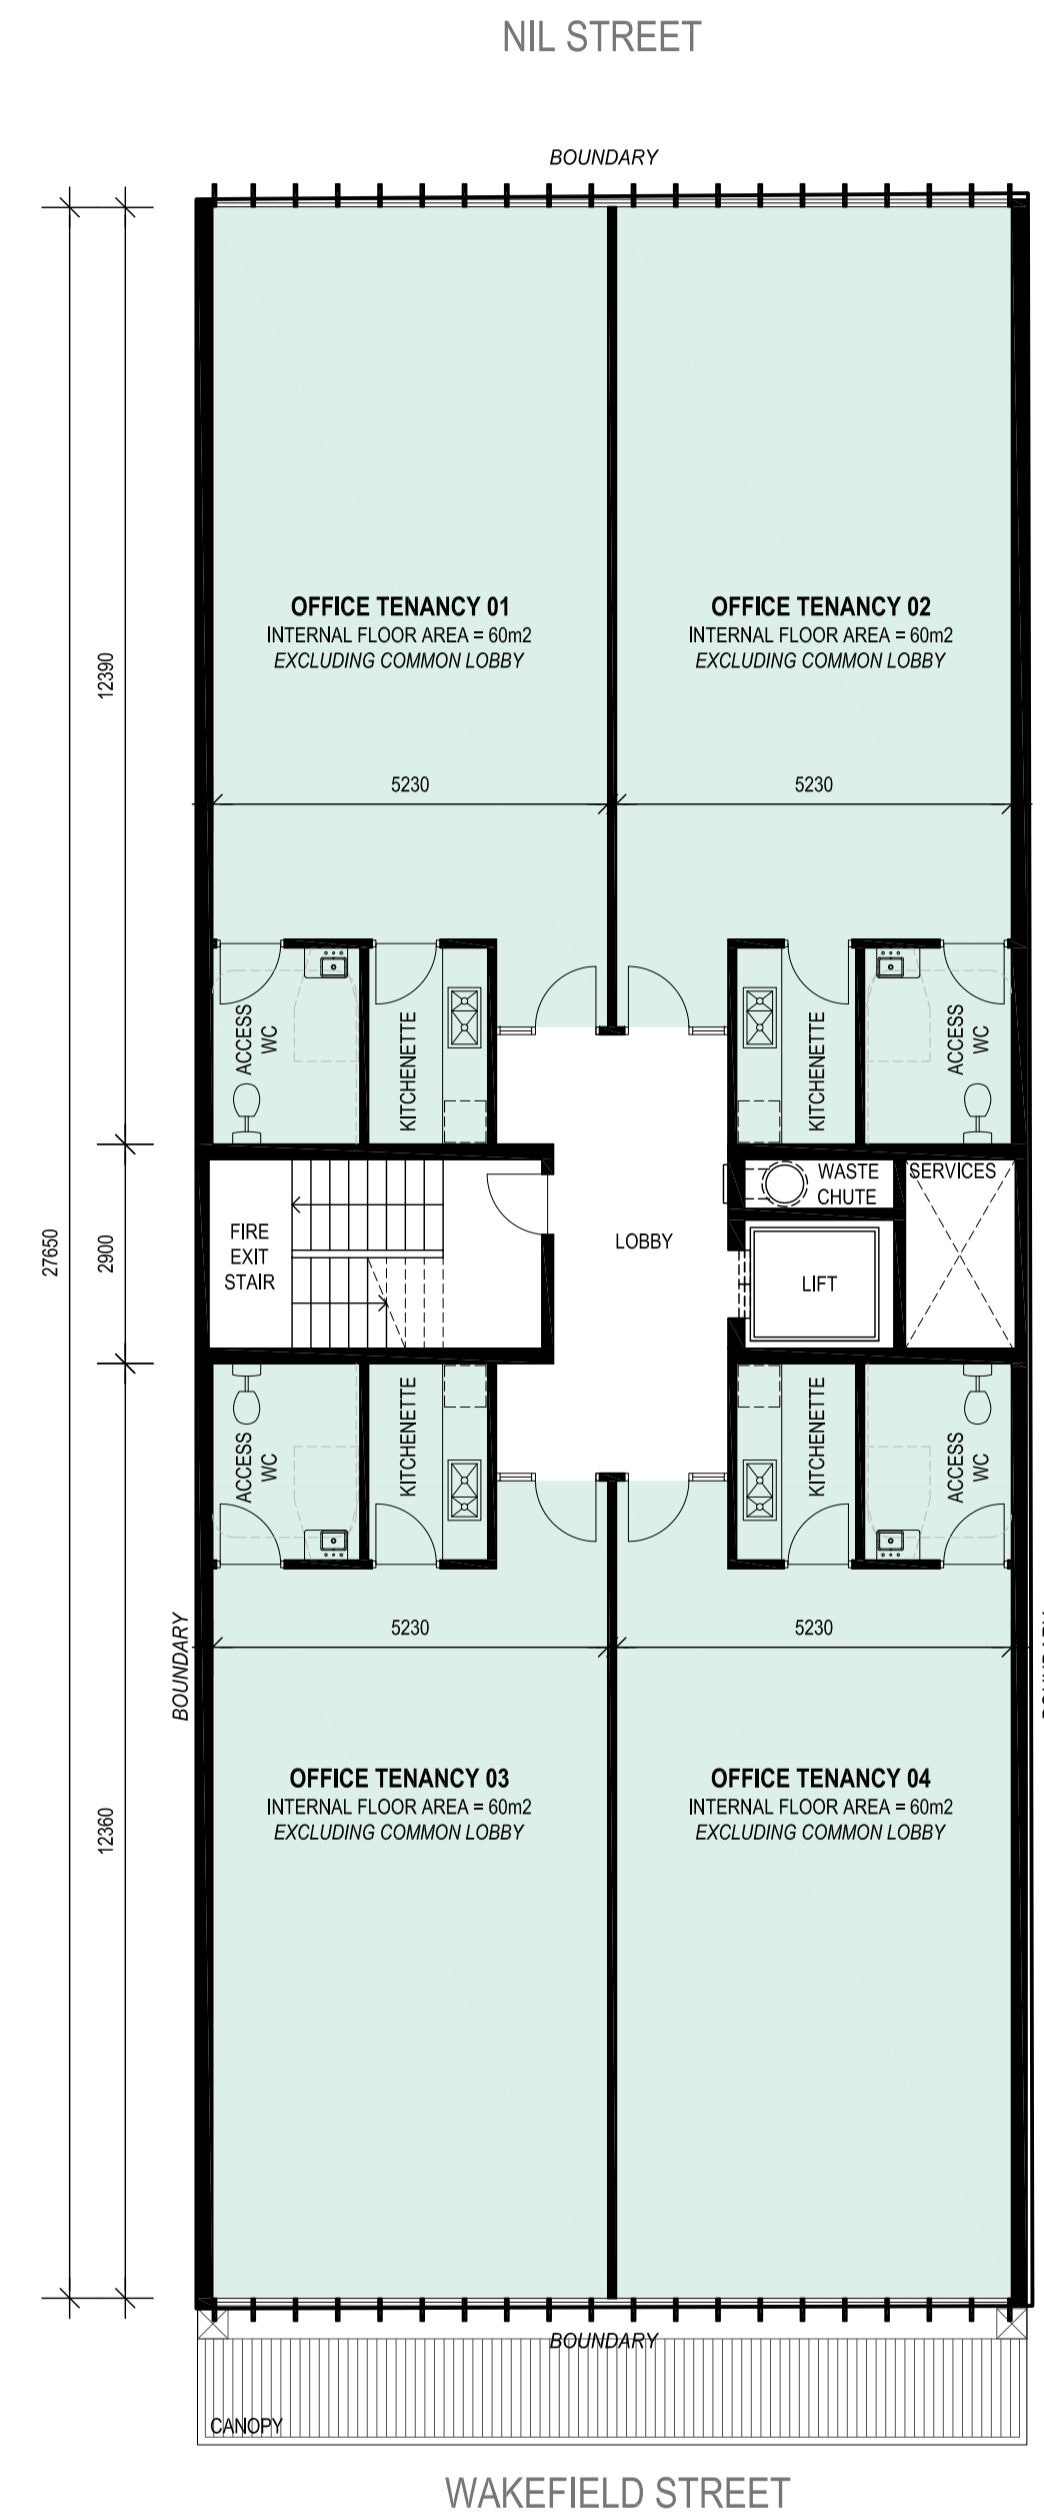 NIL STREET
BOUNDARY
OFFICE TENANCY 01
INTERNAL FLOOR AREA = 60m2
EXCLUDING COMMON LOBBY
OFFICE TENANCY 02
INTERNAL FLOOR AREA = 60m2
EXCLUDING COMMON LOBBY
12390
5230
5230
ACCESS
WC
KITCHENETTE
KITCHENETTE
ACCESS
WC
WASTE
CHUTE
SERVICES
27650
2900
FIRE
EXIT
STAIR
LOBBY
LIFT
ACCESS
WC
KITCHENETTE
KITCHENETTE
ACCESS
WC
BOUNDARY
5230
5230
OFFICE TENANCY 03
INTERNAL FLOOR AREA = 60m2
EXCLUDING COMMON LOBBY
OFFICE TENANCY 04
INTERNAL FLOOR AREA = 60m2
EXCLUDING COMMON LOBBY
12360
BOUNDARY
CANOPY
WAKEFIELD STREET